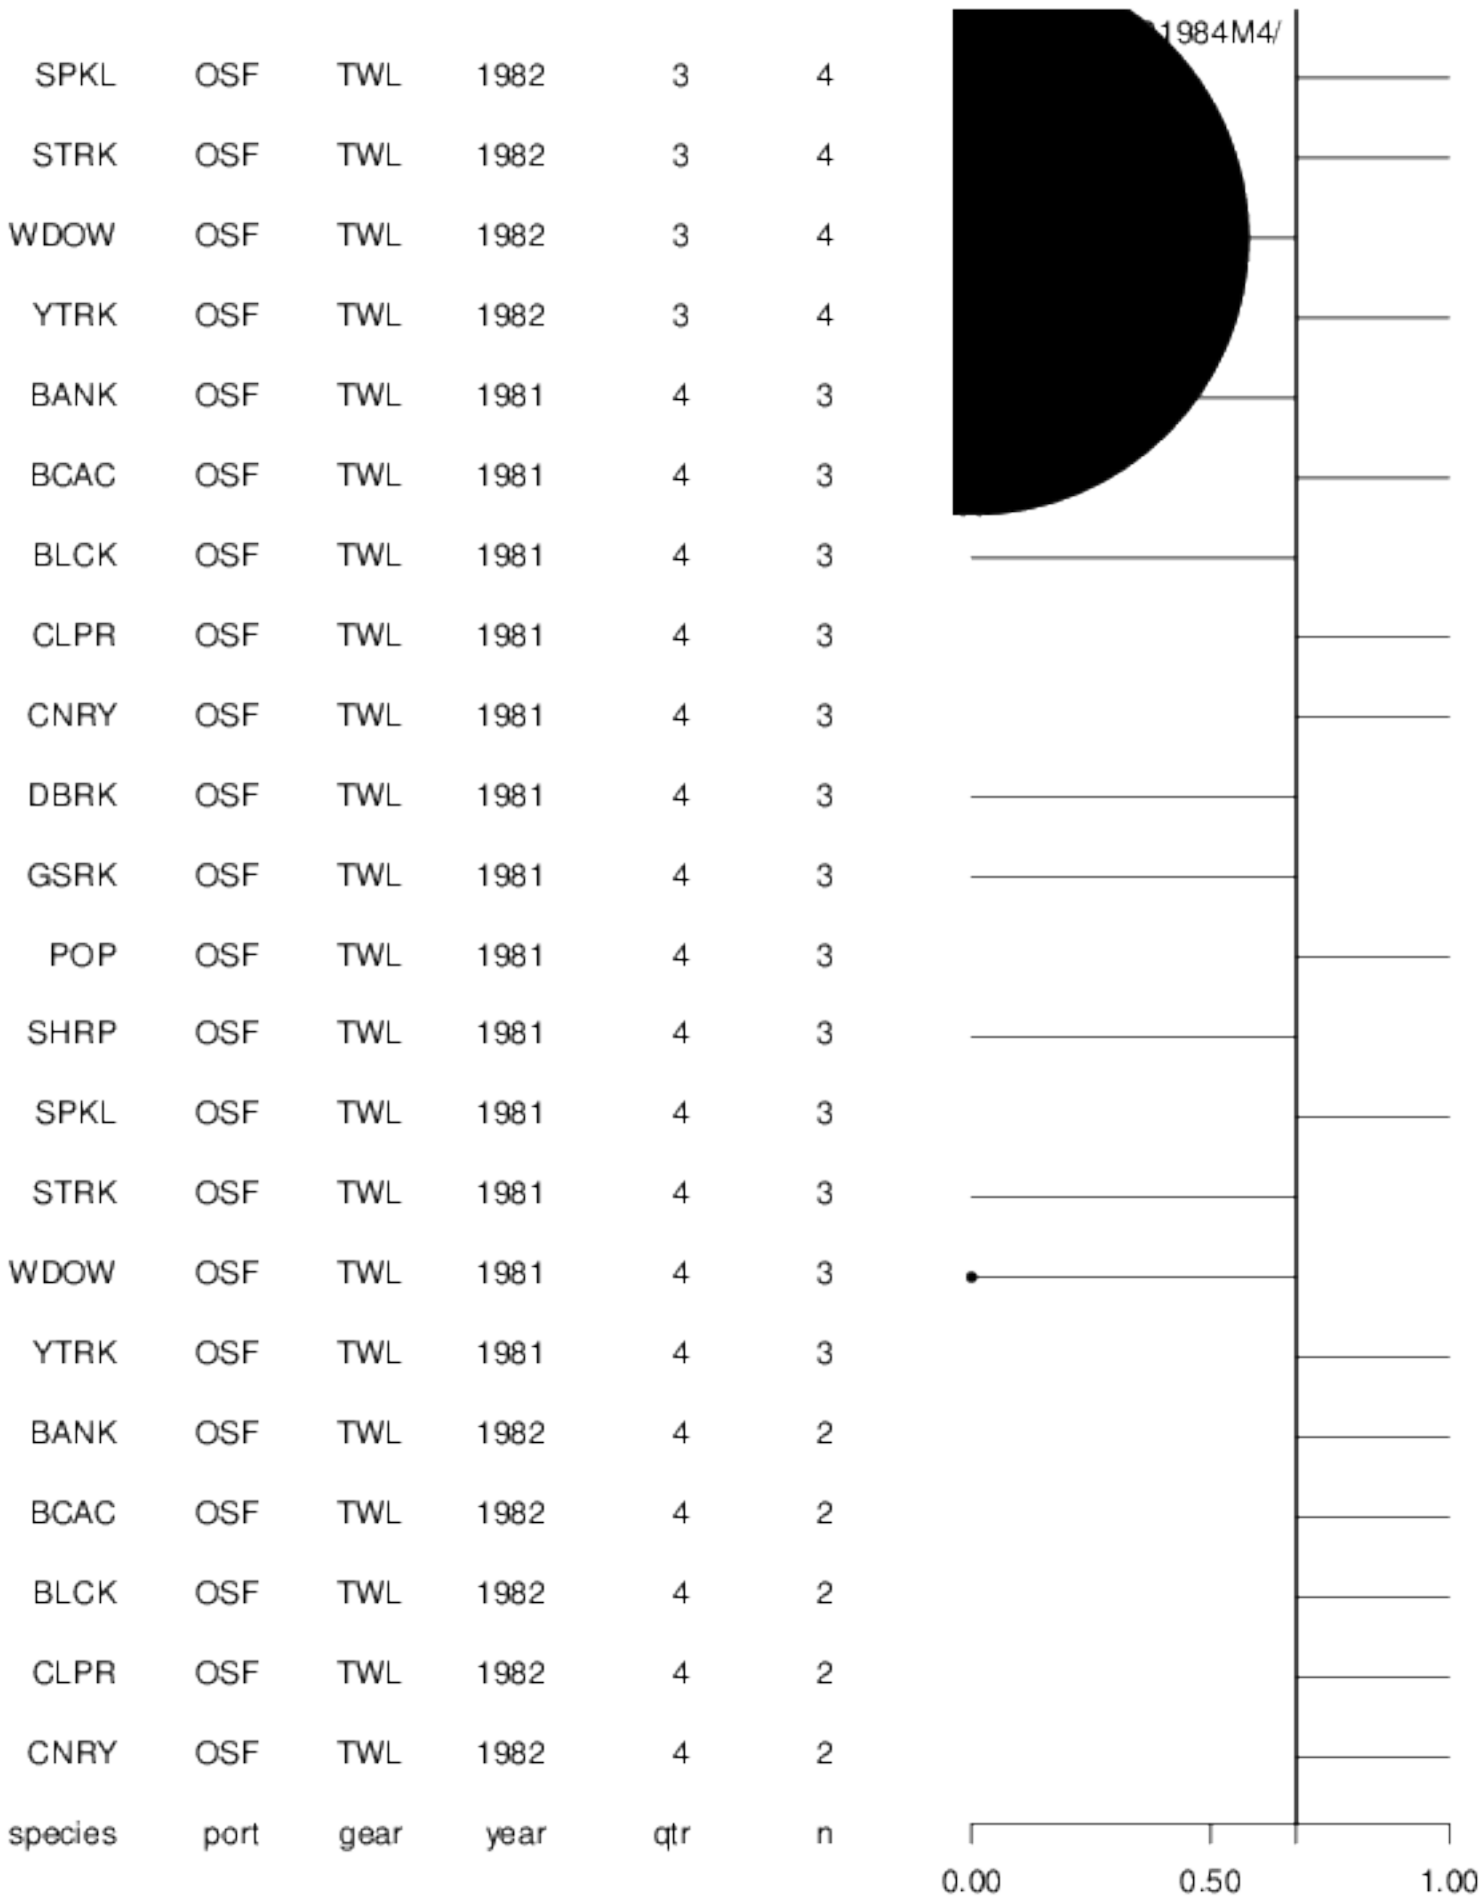 1984M4/
SPKL OSF TWL 1982 3 4
STRK OSF TWL 1982 3 4
WDOW OSF TWL 1982 3 4
YTRK OSF TWL 1982 3 4
BANK OSF TWL 1981 4 3
BCAC OSF TWL 1981 4 3
BLCK OSF TWL 1981 4 3
CLPR OSF TWL 1981 4 3
CNRY OSF TWL 1981 4 3
DBRK OSF TWL 1981 4 3
GSRK OSF TWL 1981 4 3
POP OSF TWL 1981 4 3
SHRP OSF TWL 1981 4 3
SPKL OSF TWL 1981 4 3
STRK OSF TWL 1981 4 3
WDOW OSF TWL 1981 4 3
YTRK OSF TWL 1981 4 3
BANK OSF TWL 1982 4 2
BCAC OSF TWL 1982 4 2
BLCK OSF TWL 1982 4 2
CLPR OSF TWL 1982 4 2
CNRY OSF TWL 1982 4 2
species port gear year qtr n
0.00 0.50 1.00